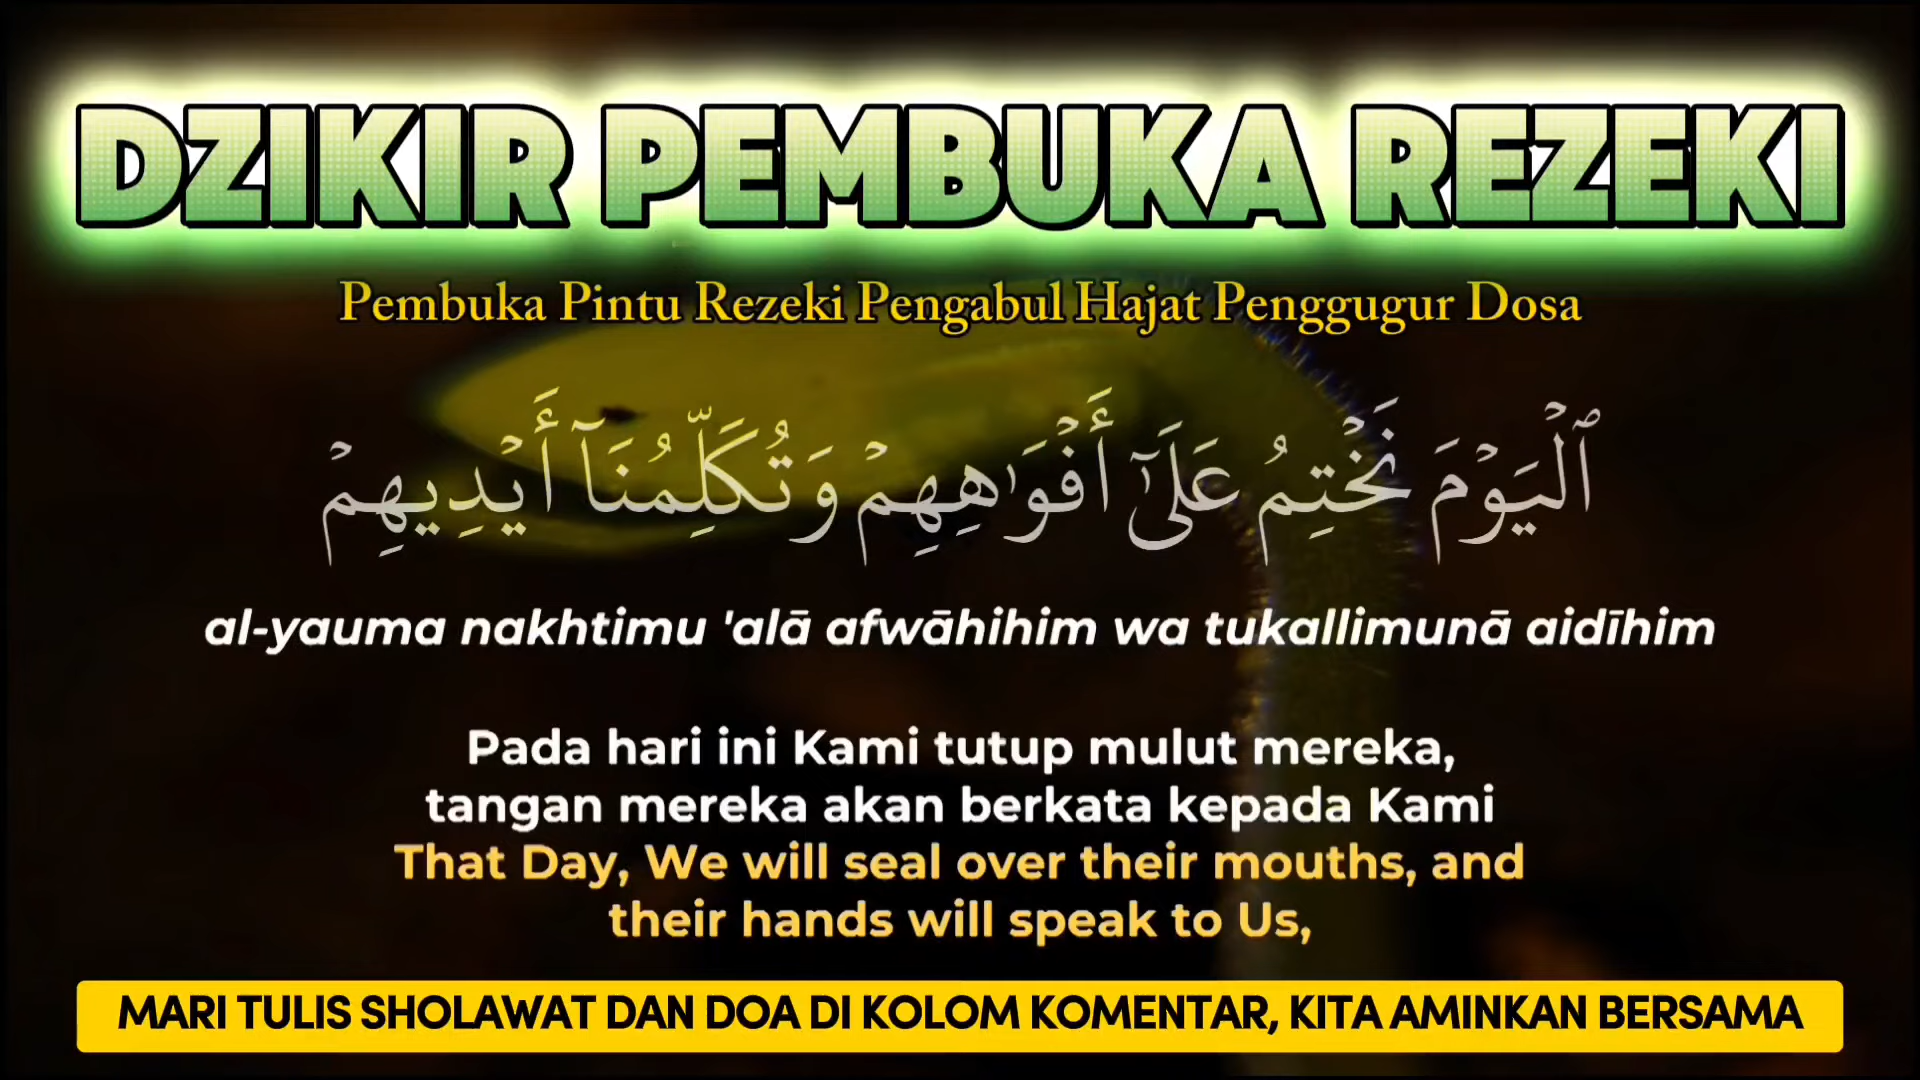 DZIKIR PEMBUKA REZEKI
Pembuka Pintu Rezeki Pengabul Hajat Penggugur Dosa
ٱلْيَوْمَ نَخْتِمُ عَلَىٰٓ أَفْوَٰهِهِمْ وَتُكَلِّمُنَآ أَيْدِيهِمْ
al-yauma nakhtimu 'alā afwāhihim wa tukallimunā aidīhim
Pada hari ini Kami tutup mulut mereka,
tangan mereka akan berkata kepada Kami
That Day, We will seal over their mouths, and
their hands will speak to Us,
MARI TULIS SHOLAWAT DAN DOA DI KOLOM KOMENTAR, KITA AMINKAN BERSAMA